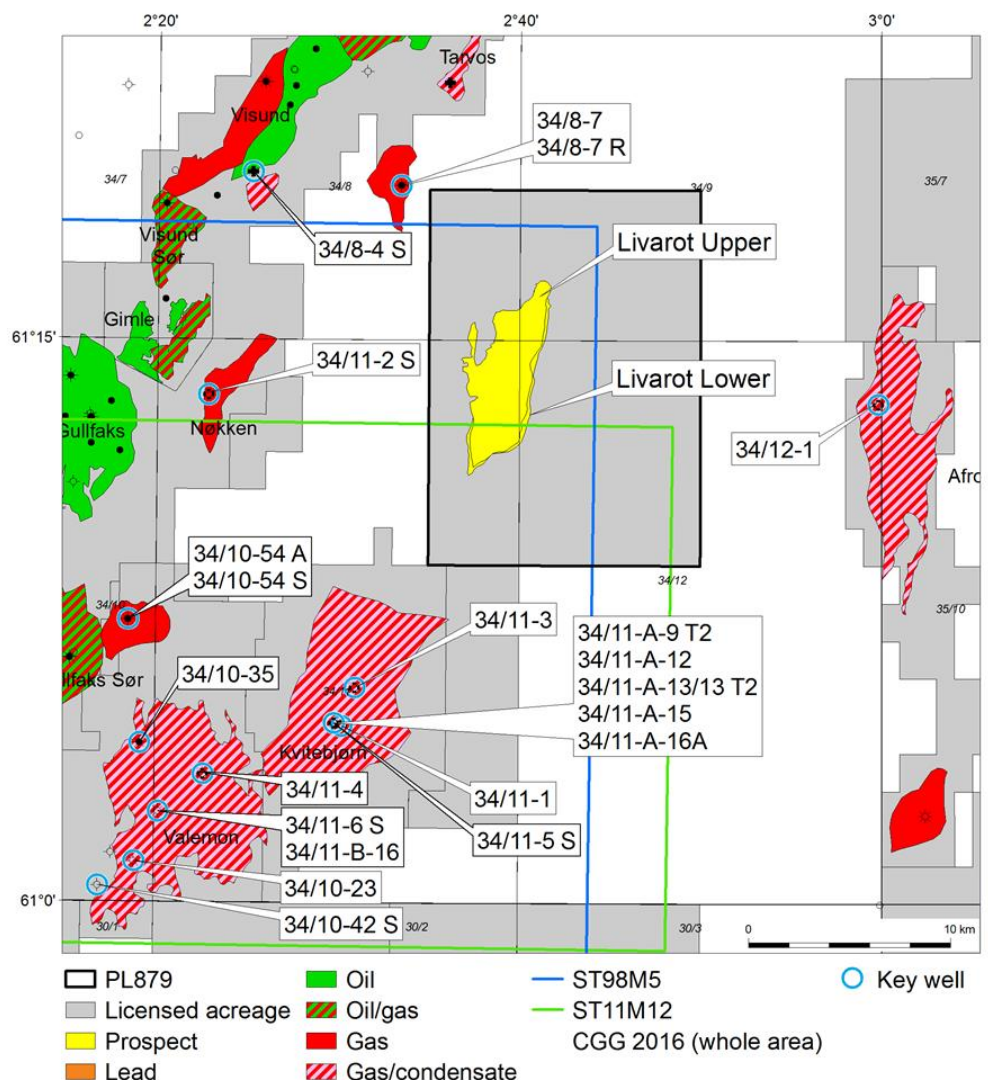 2°20' 2°40' 3°0'
Tarvos
Visund
34/8-7
34/8-7 R
34/7
34/8
34/9
35/7
34/8-4 S
Visund
Sør
Livarot Upper
Gimle
61°15'
34/11-2 S
Livarot Lower
Gullfaks
Nøkken
34/12-1
Afro
34/10-54 A
34/10-54 S
34/10
34/12
35/10
34/11-3
34/11-A-9 T2
34/11-A-12
34/11-A-13/13 T2
34/11-A-15
34/11-A-16A
llfaks Sør
34/10-35
Kvitebjørn
34/11-4
34/11-1
34/11-6 S
34/11-B-16
34/11-5 S
Valemon
34/10-23
61°0'
34/10-42 S
30/1
30/2
30/3
0 10 km
PL879
Licensed acreage
Prospect
Lead
Oil
Oil/gas
Gas
Gas/condensate
ST98M5
ST11M12
CGG 2016 (whole area)
Key well